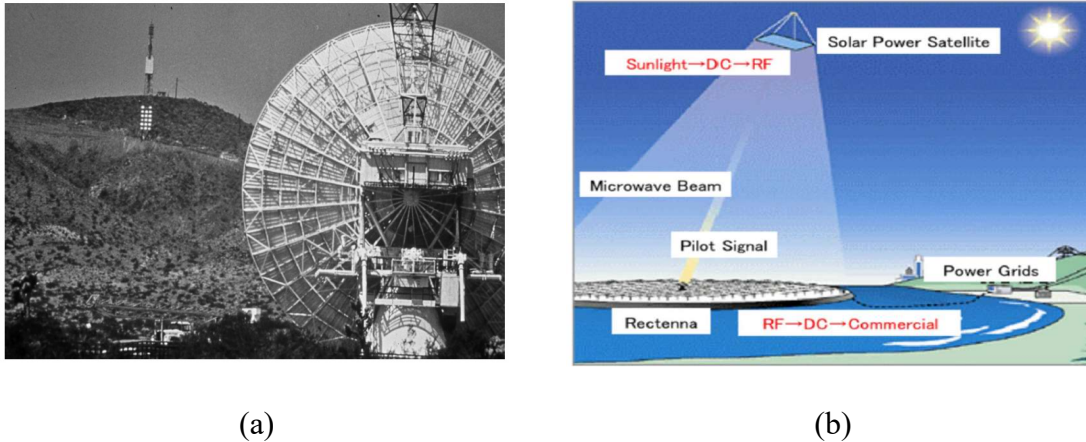 Solar Power Satellite
Sunlight→DC→RF
Microwave Beam
Pilot Signal
Power Grids
Rectenna
RF→DC→Commercial
(a)
(b)